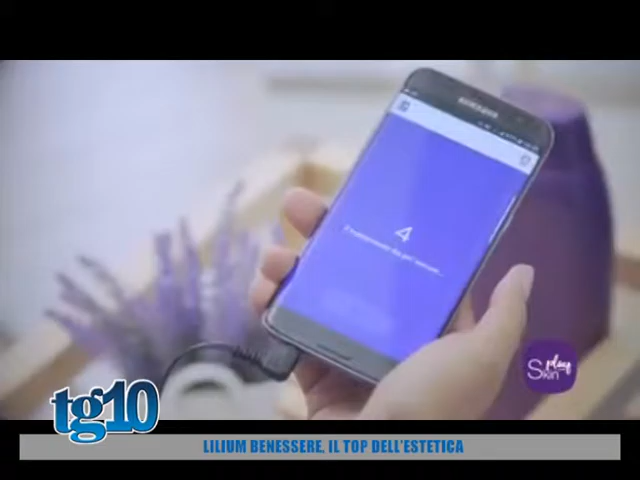 SAMSUNG
4
play
Skin
tg10
LILIUM BENESSERE, IL TOP DELL'ESTETICA